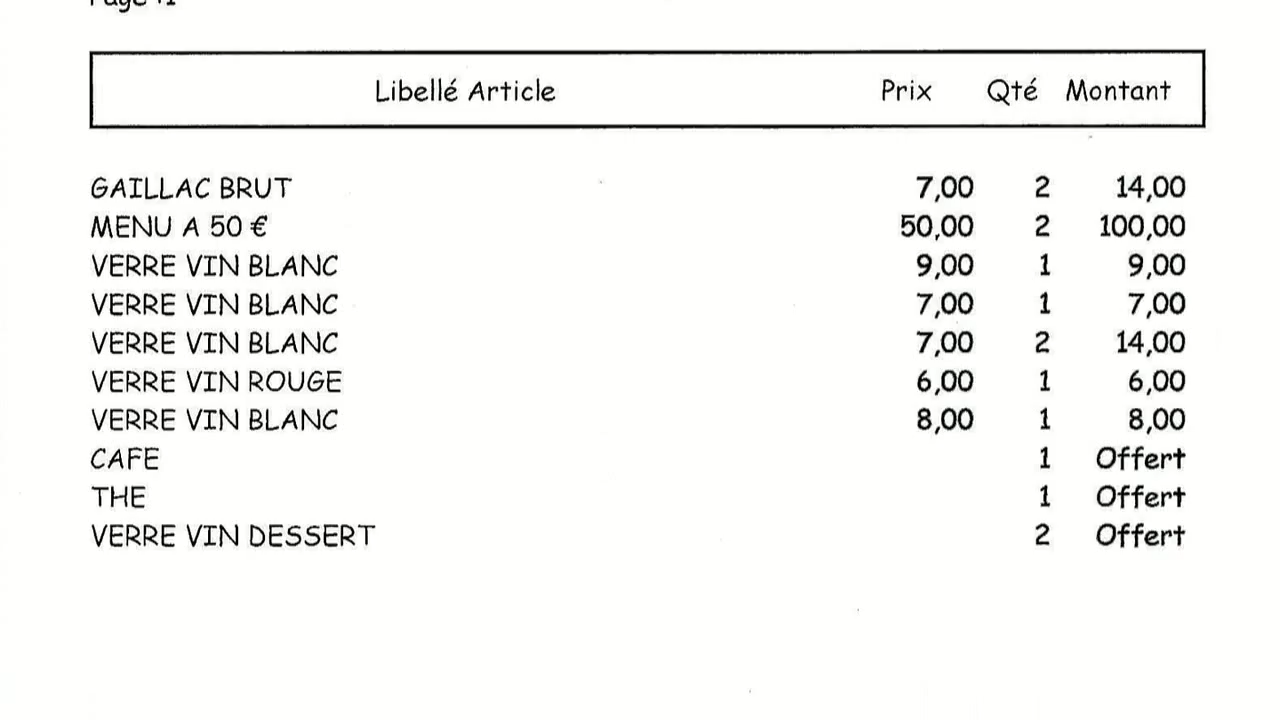 Libellé Article Prix Qté Montant
GAILLAC BRUT 7,00 2 14,00
MENU A 50 € 50,00 2 100,00
VERRE VIN BLANC 9,00 1 9,00
VERRE VIN BLANC 7,00 1 7,00
VERRE VIN BLANC 7,00 2 14,00
VERRE VIN ROUGE 6,00 1 6,00
VERRE VIN BLANC 8,00 1 8,00
CAFE 1 Offert
THE 1 Offert
VERRE VIN DESSERT 2 Offert